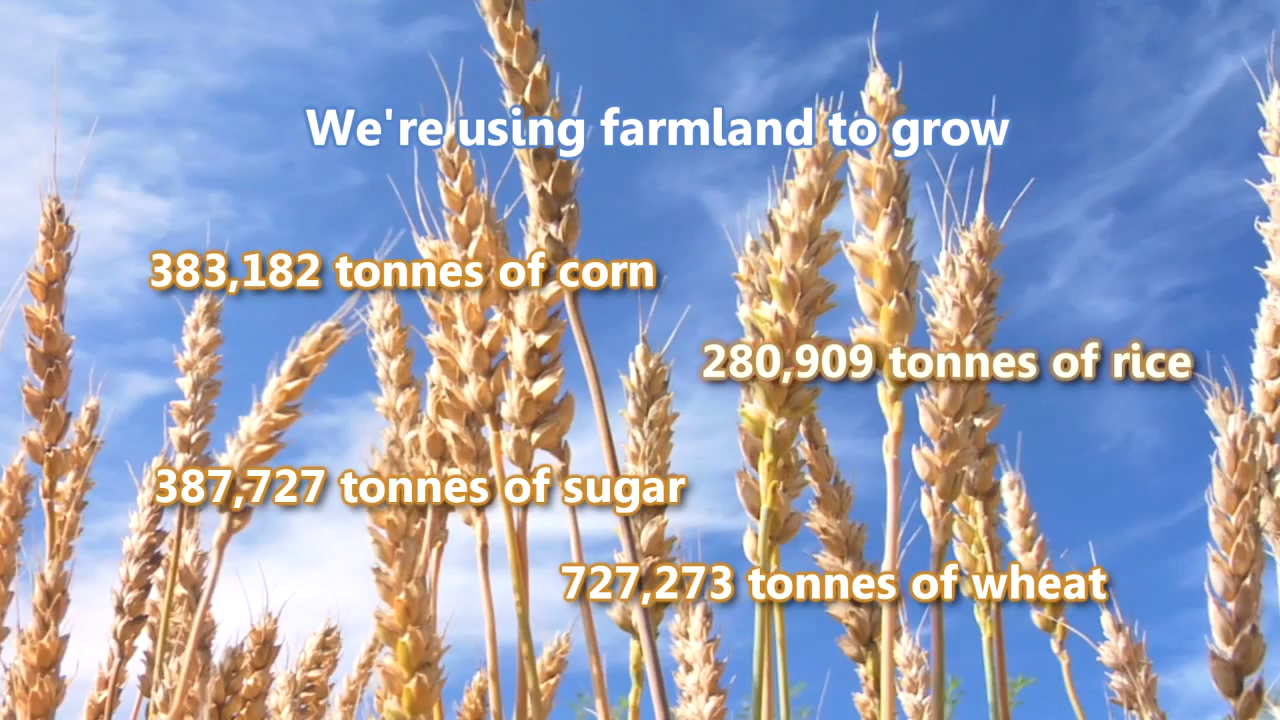 We're using farmland to grow
383,182 tonnes of corn
280,909 tonnes of rice
387,727 tonnes of sugar
727,273 tonnes of wheat